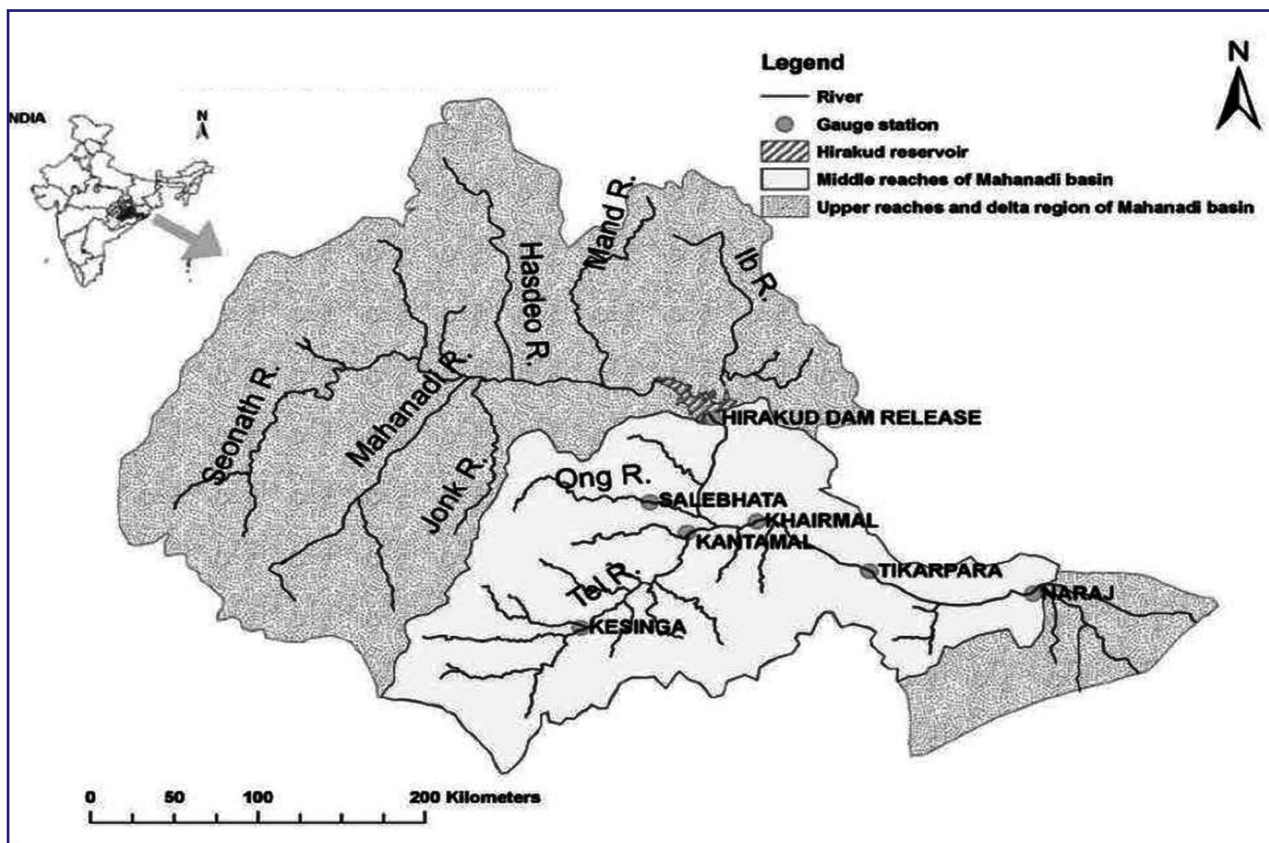 NDIA
N
N
Legend
River
Gauge station
Hirakud reservoir
Middle reaches of Mahanadi basin
Upper reaches and delta region of Mahanadi basin
Hasdeo R.
Mand R.
Ib R.
Seonath R.
Mahanadi R.
Jonk R.
HIRAKUD DAM RELEASE
Ong R.
SALEBHATA
KHAIRMAL
KANTAMAL
TIKARPARA
Tel R.
NARAJ
KESINGA
0 50 100 200 Kilometers